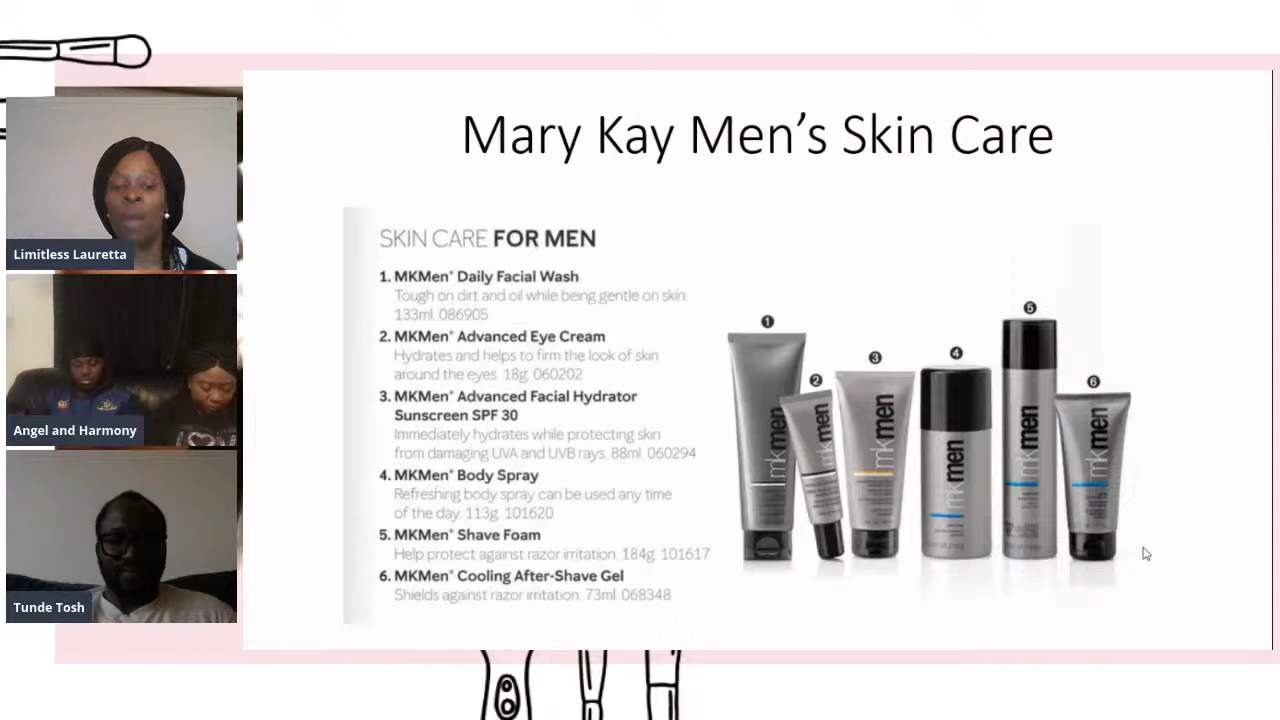 Mary Kay Men's Skin Care
SKIN CARE FOR MEN
1. MKMen® Daily Facial Wash
Tough on dirt and oil while being gentle on skin.
133ml. 086905
2. MKMen® Advanced Eye Cream
Hydrates and helps to firm the look of skin
around the eyes. 18g. 060202
3. MKMen® Advanced Facial Hydrator
Sunscreen SPF 30
Immediately hydrates while protecting skin
from damaging UVA and UVB rays. 88ml. 060294
4. MKMen® Body Spray
Refreshing body spray can be used any time
of the day. 113g. 101620
5. MKMen® Shave Foam
Help protect against razor irritation. 184g. 101617
6. MKMen® Cooling After-Shave Gel
Shields against razor irritation. 73ml. 068348
1
2
3
4
5
6
mkmen
mkmen
mkmen
mkmen
mkmen
mkmen
Limitless Lauretta
Angel and Harmony
Tunde Tosh